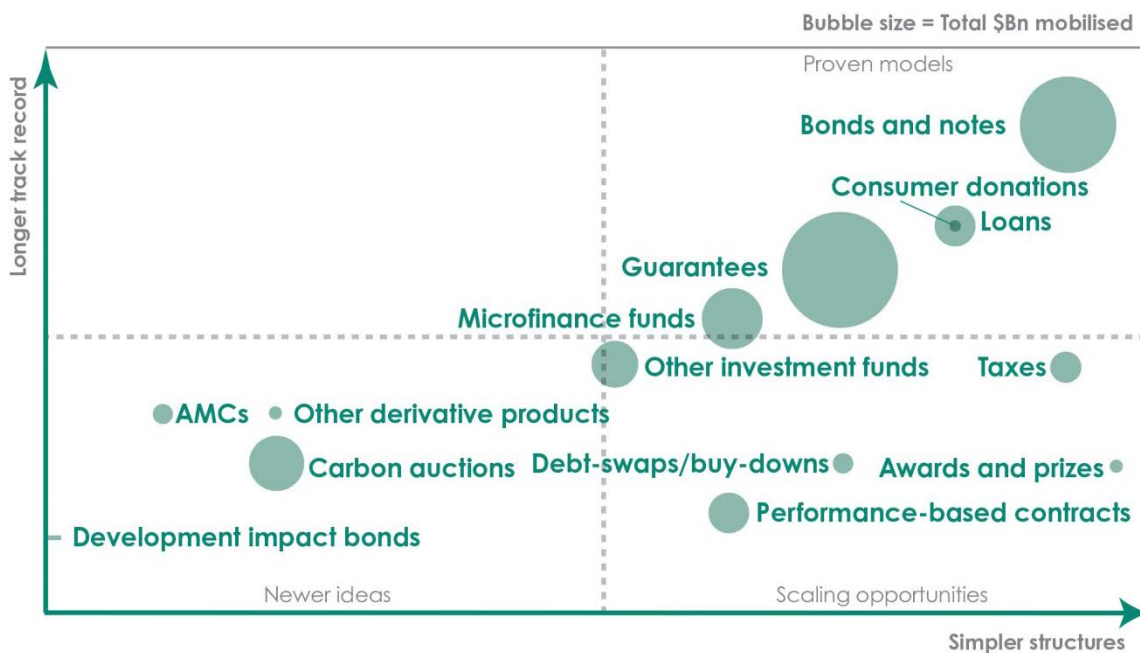 Bubble size = Total $Bn mobilised
Longer track record
Proven models
Bonds and notes
Consumer donations
Loans
Guarantees
Microfinance funds
Other investment funds
Taxes
AMCs
Other derivative products
Carbon auctions
Debt-swaps/buy-downs
Awards and prizes
Performance-based contracts
Development impact bonds
Newer ideas
Scaling opportunities
Simpler structures